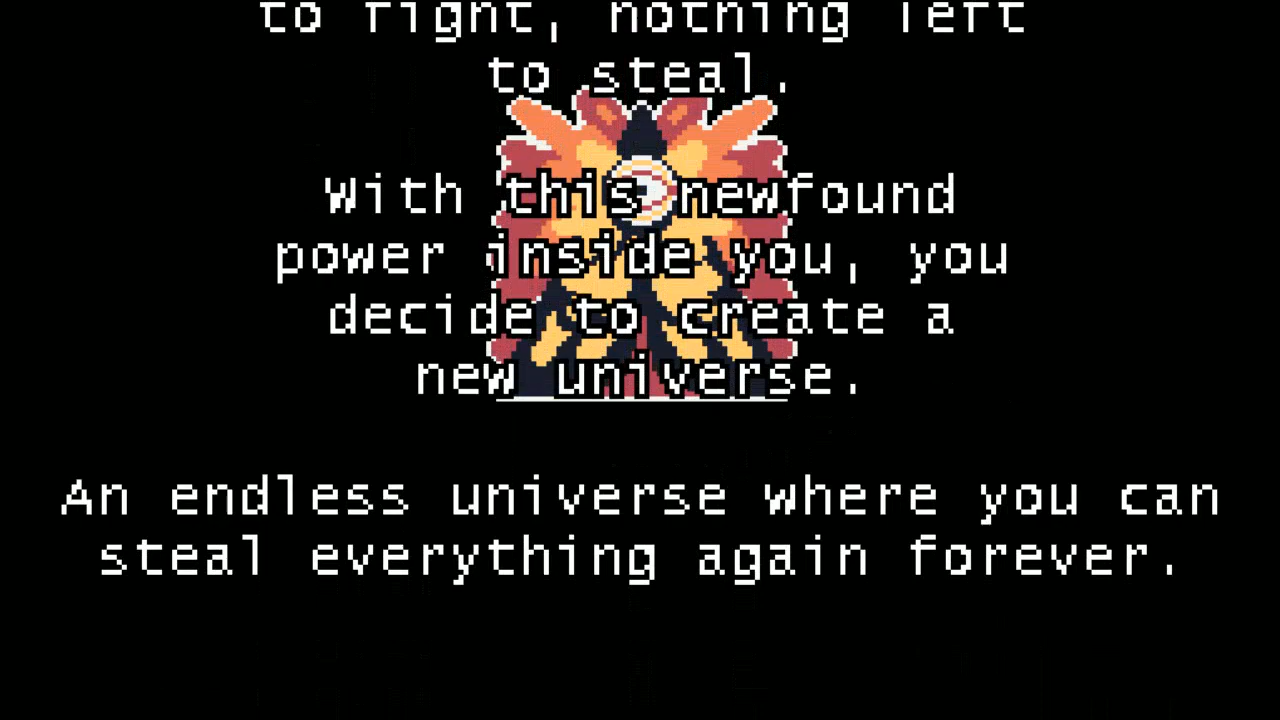 to fight, nothing left
to steal.
With this newfound
power inside you, you
decide to create a
new universe.
An endless universe where you can
steal everything again forever.